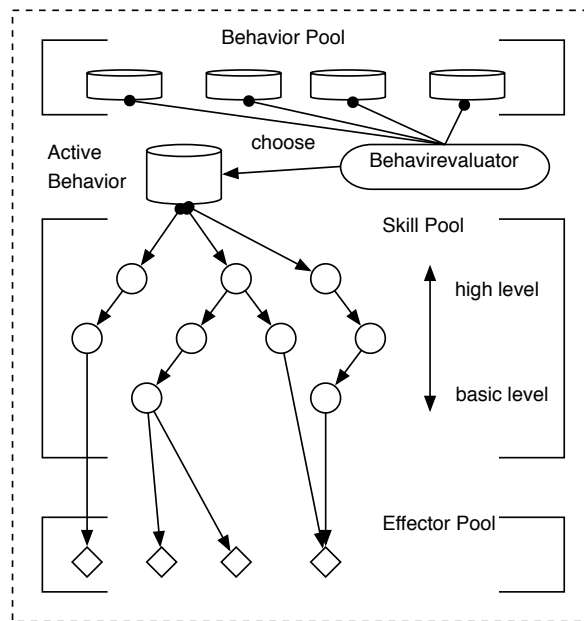 Behavior Pool
choose
Behavirevaluator
Active
Behavior
Skill Pool
high level
basic level
Effector Pool